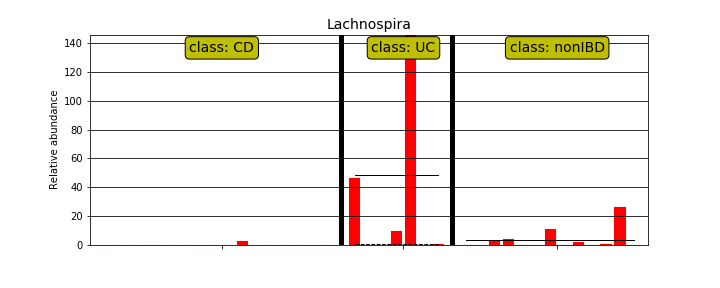 Lachnospira
class: CD
class: UC
class: nonIBD
Relative abundance
140
120
100
80
60
40
20
0